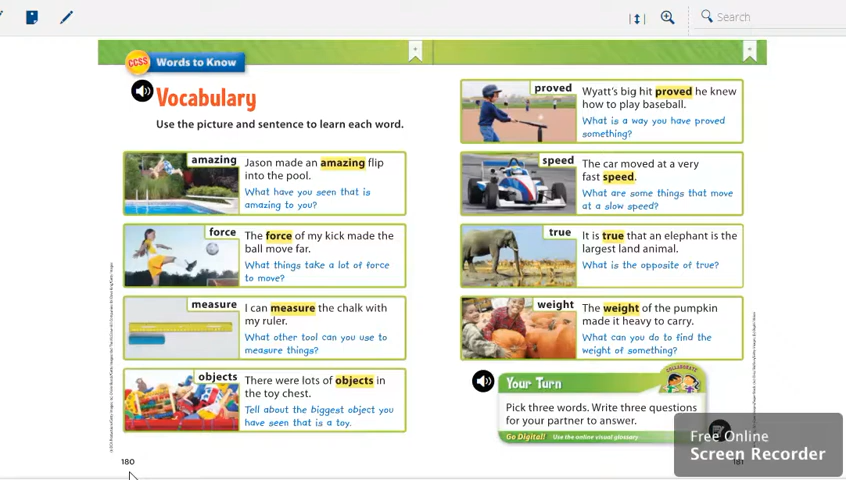 Search
CCSS Words to Know
Vocabulary
Use the picture and sentence to learn each word.
amazing
Jason made an amazing flip
into the pool.
What have you seen that is
amazing to you?
force
The force of my kick made the
ball move far.
What things take a lot of force
to move?
measure
I can measure the chalk with
my ruler.
What other tool can you use to
measure things?
objects
There were lots of objects in
the toy chest.
Tell about the biggest object you
have seen that is a toy.
180
proved
Wyatt's big hit proved he knew
how to play baseball.
What is a way you have proved
something?
speed
The car moved at a very
fast speed.
What are some things that move
at a slow speed?
true
It is true that an elephant is the
largest land animal.
What is the opposite of true?
weight
The weight of the pumpkin
made it heavy to carry.
What can you do to find the
weight of something?
COLLABORATE
Your Turn
Pick three words. Write three questions
for your partner to answer.
Go Digital! Use the online visual glossary
181
Free Online
Screen Recorder